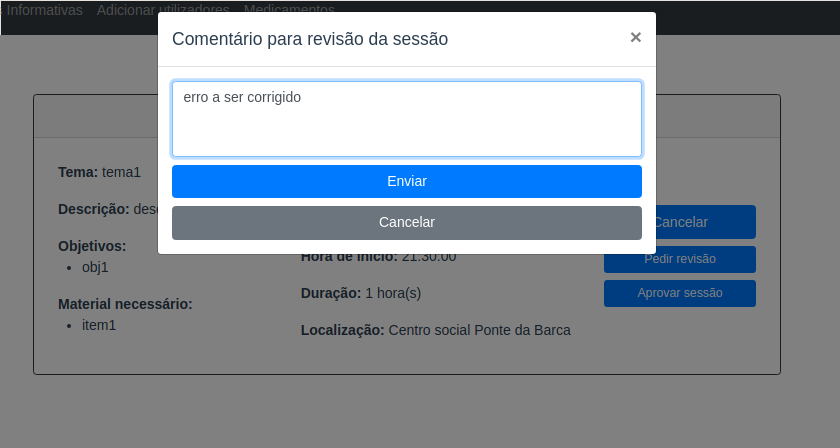 Informativas Adicionar utilizadores Medicamentos
Comentário para revisão da sessão ×
erro a ser corrigido
Enviar
Cancelar
Tema: tema1
Descrição:
Objetivos:
obj1
Material necessário:
item1
Hora de início: 21:30:00
Duração: 1 hora(s)
Localização: Centro social Ponte da Barca
Cancelar
Pedir revisão
Aprovar sessão